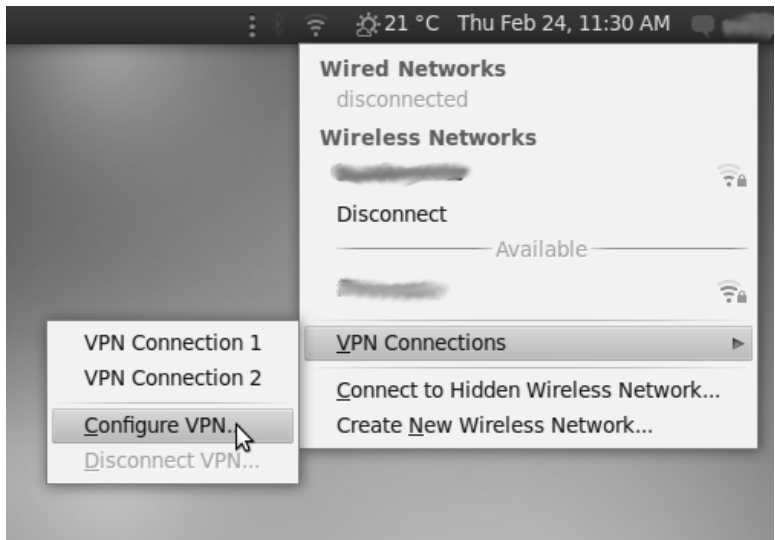 21 °C Thu Feb 24, 11:30 AM
Wired Networks
disconnected
Wireless Networks
Disconnect
Available
VPN Connections
Connect to Hidden Wireless Network...
Create New Wireless Network...
VPN Connection 1
VPN Connection 2
Configure VPN...
Disconnect VPN...